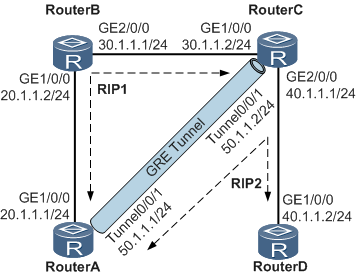 RouterB
RouterC
GE2/0/0
30.1.1.1/24
GE1/0/0
30.1.1.2/24
R
R
GE1/0/0
20.1.1.2/24
RIP1
GE2/0/0
40.1.1.1/24
GRE Tunnel
Tunnel0/0/1
50.1.1.2/24
RIP2
GE1/0/0
20.1.1.1/24
Tunnel0/0/1
50.1.1.1/24
GE1/0/0
40.1.1.2/24
R
R
RouterA
RouterD